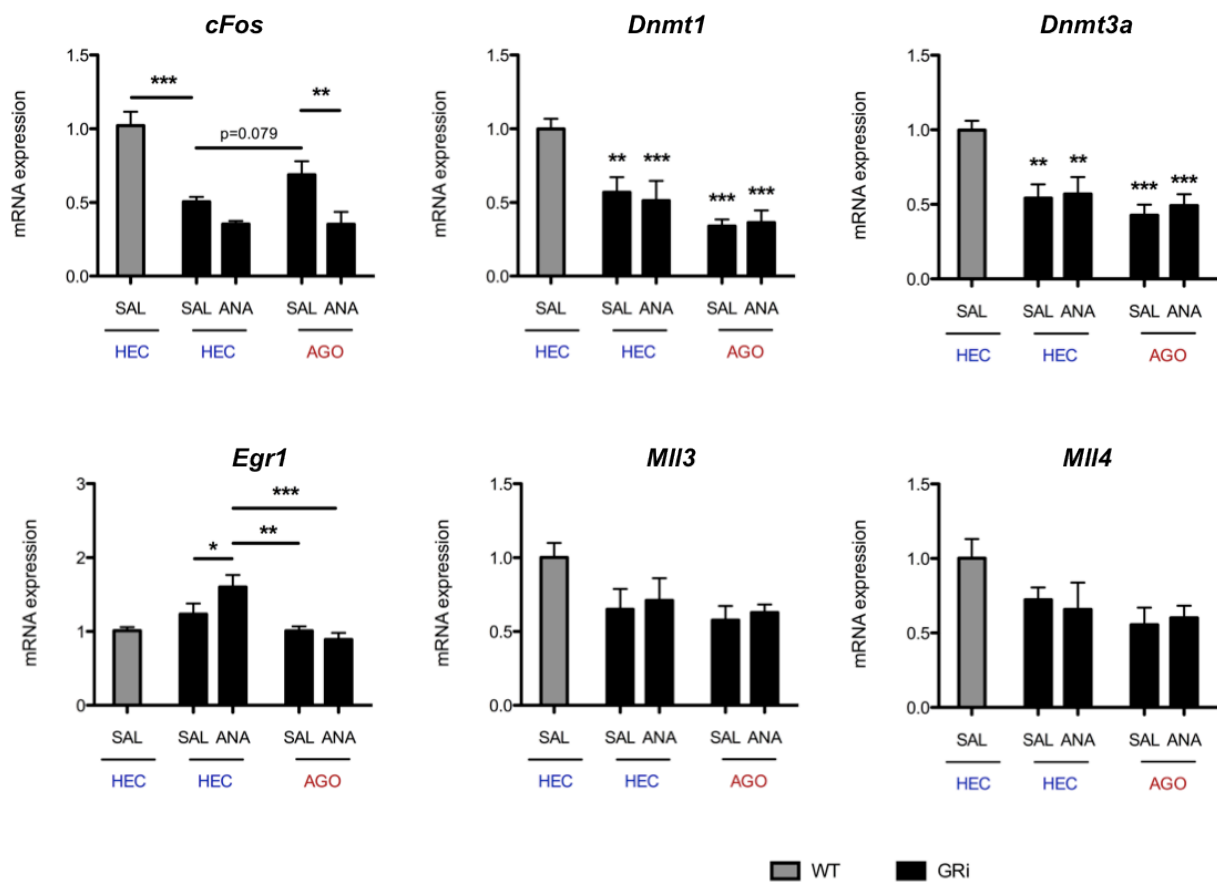 cFos
mRNA expression
1.5
1.0
0.5
0.0
***
p=0.079
**
SAL SAL ANA SAL ANA
HEC HEC AGO
Dnmt1
mRNA expression
1.5
1.0
0.5
0.0
** *** *** ***
SAL SAL ANA SAL ANA
HEC HEC AGO
Dnmt3a
mRNA expression
1.5
1.0
0.5
0.0
** ** *** ***
SAL SAL ANA SAL ANA
HEC HEC AGO
Egr1
mRNA expression
3
2
1
0
***
**
*
SAL SAL ANA SAL ANA
HEC HEC AGO
Mll3
mRNA expression
1.5
1.0
0.5
0.0
SAL SAL ANA SAL ANA
HEC HEC AGO
Mll4
mRNA expression
1.5
1.0
0.5
0.0
SAL SAL ANA SAL ANA
HEC HEC AGO
WT GRi